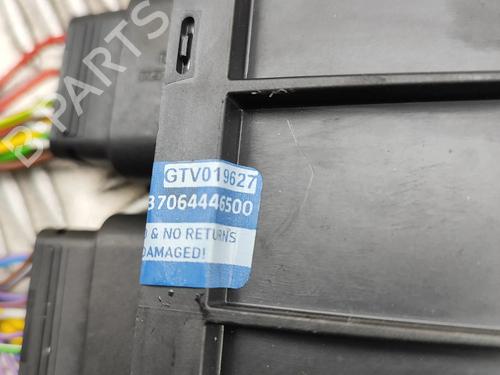 B PARTS
GTV019627
37064446500
& NO RETURNS
DAMAGED!